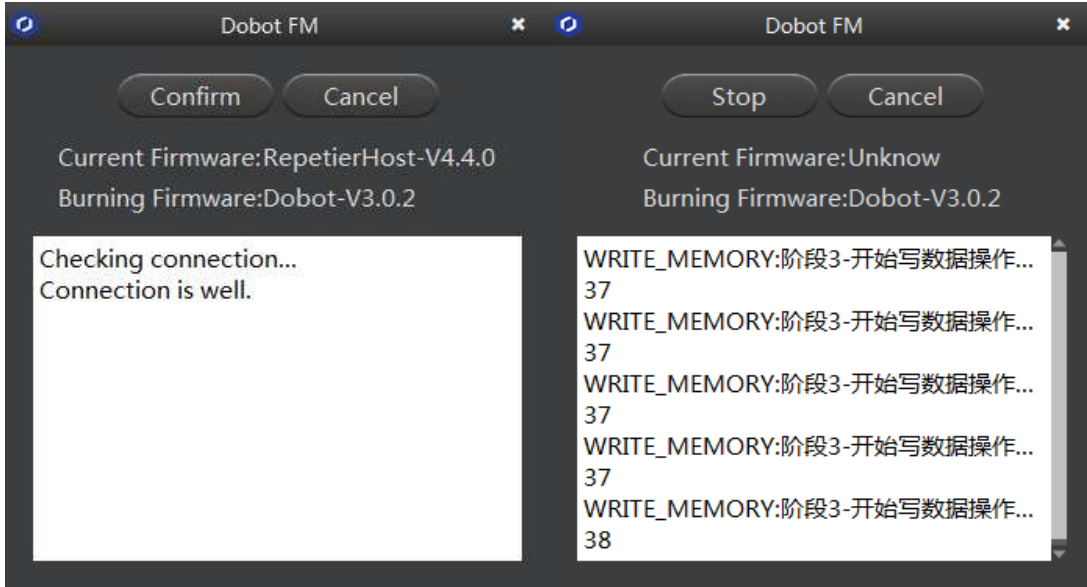 Dobot FM
Confirm
Cancel
Current Firmware:RepetierHost-V4.4.0
Burning Firmware:Dobot-V3.0.2
Checking connection...
Connection is well.
Dobot FM
Stop
Cancel
Current Firmware:Unknow
Burning Firmware:Dobot-V3.0.2
WRITE_MEMORY:阶段3-开始写数据操作...
37
WRITE_MEMORY:阶段3-开始写数据操作...
37
WRITE_MEMORY:阶段3-开始写数据操作...
37
WRITE_MEMORY:阶段3-开始写数据操作...
37
WRITE_MEMORY:阶段3-开始写数据操作...
38